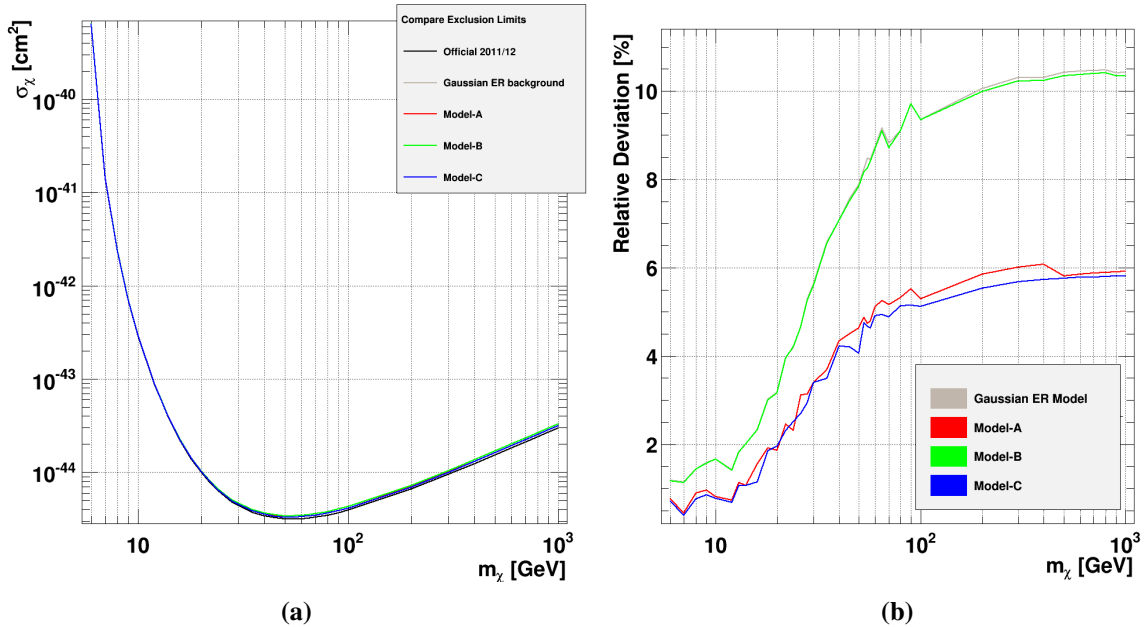 σχ [cm²]
10⁻⁴⁰
10⁻⁴¹
10⁻⁴²
10⁻⁴³
10⁻⁴⁴
10
10²
10³
mχ [GeV]
Compare Exclusion Limits
Official 2011/12
Gaussian ER background
Model-A
Model-B
Model-C
(a)
Relative Deviation [%]
10
8
6
4
2
10
10²
10³
mχ [GeV]
Gaussian ER Model
Model-A
Model-B
Model-C
(b)